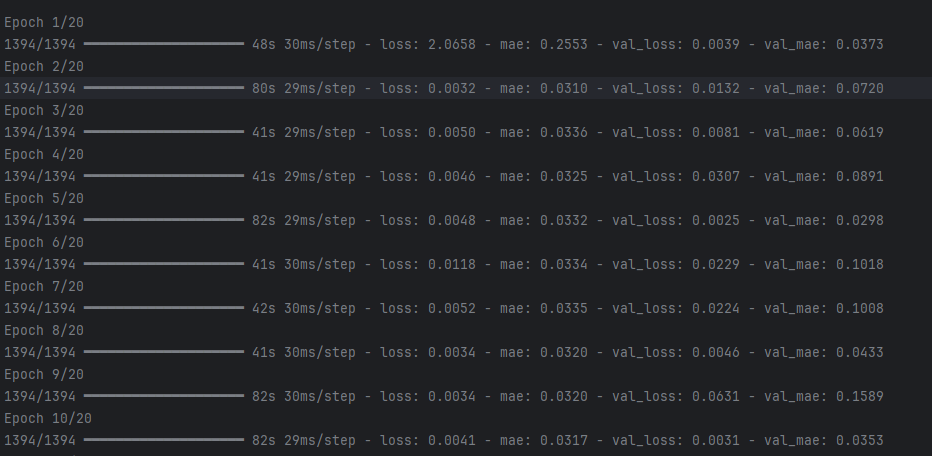 Epoch 1/20
1394/1394 ━━━━━━━━━━━━━━━━━━━━ 48s 30ms/step - loss: 2.0658 - mae: 0.2553 - val_loss: 0.0039 - val_mae: 0.0373
Epoch 2/20
1394/1394 ━━━━━━━━━━━━━━━━━━━━ 80s 29ms/step - loss: 0.0032 - mae: 0.0310 - val_loss: 0.0132 - val_mae: 0.0720
Epoch 3/20
1394/1394 ━━━━━━━━━━━━━━━━━━━━ 41s 29ms/step - loss: 0.0050 - mae: 0.0336 - val_loss: 0.0081 - val_mae: 0.0619
Epoch 4/20
1394/1394 ━━━━━━━━━━━━━━━━━━━━ 41s 29ms/step - loss: 0.0046 - mae: 0.0325 - val_loss: 0.0307 - val_mae: 0.0891
Epoch 5/20
1394/1394 ━━━━━━━━━━━━━━━━━━━━ 82s 29ms/step - loss: 0.0048 - mae: 0.0332 - val_loss: 0.0025 - val_mae: 0.0298
Epoch 6/20
1394/1394 ━━━━━━━━━━━━━━━━━━━━ 41s 30ms/step - loss: 0.0118 - mae: 0.0334 - val_loss: 0.0229 - val_mae: 0.1018
Epoch 7/20
1394/1394 ━━━━━━━━━━━━━━━━━━━━ 42s 30ms/step - loss: 0.0052 - mae: 0.0335 - val_loss: 0.0224 - val_mae: 0.1008
Epoch 8/20
1394/1394 ━━━━━━━━━━━━━━━━━━━━ 41s 30ms/step - loss: 0.0034 - mae: 0.0320 - val_loss: 0.0046 - val_mae: 0.0433
Epoch 9/20
1394/1394 ━━━━━━━━━━━━━━━━━━━━ 82s 30ms/step - loss: 0.0034 - mae: 0.0320 - val_loss: 0.0631 - val_mae: 0.1589
Epoch 10/20
1394/1394 ━━━━━━━━━━━━━━━━━━━━ 82s 29ms/step - loss: 0.0041 - mae: 0.0317 - val_loss: 0.0031 - val_mae: 0.0353